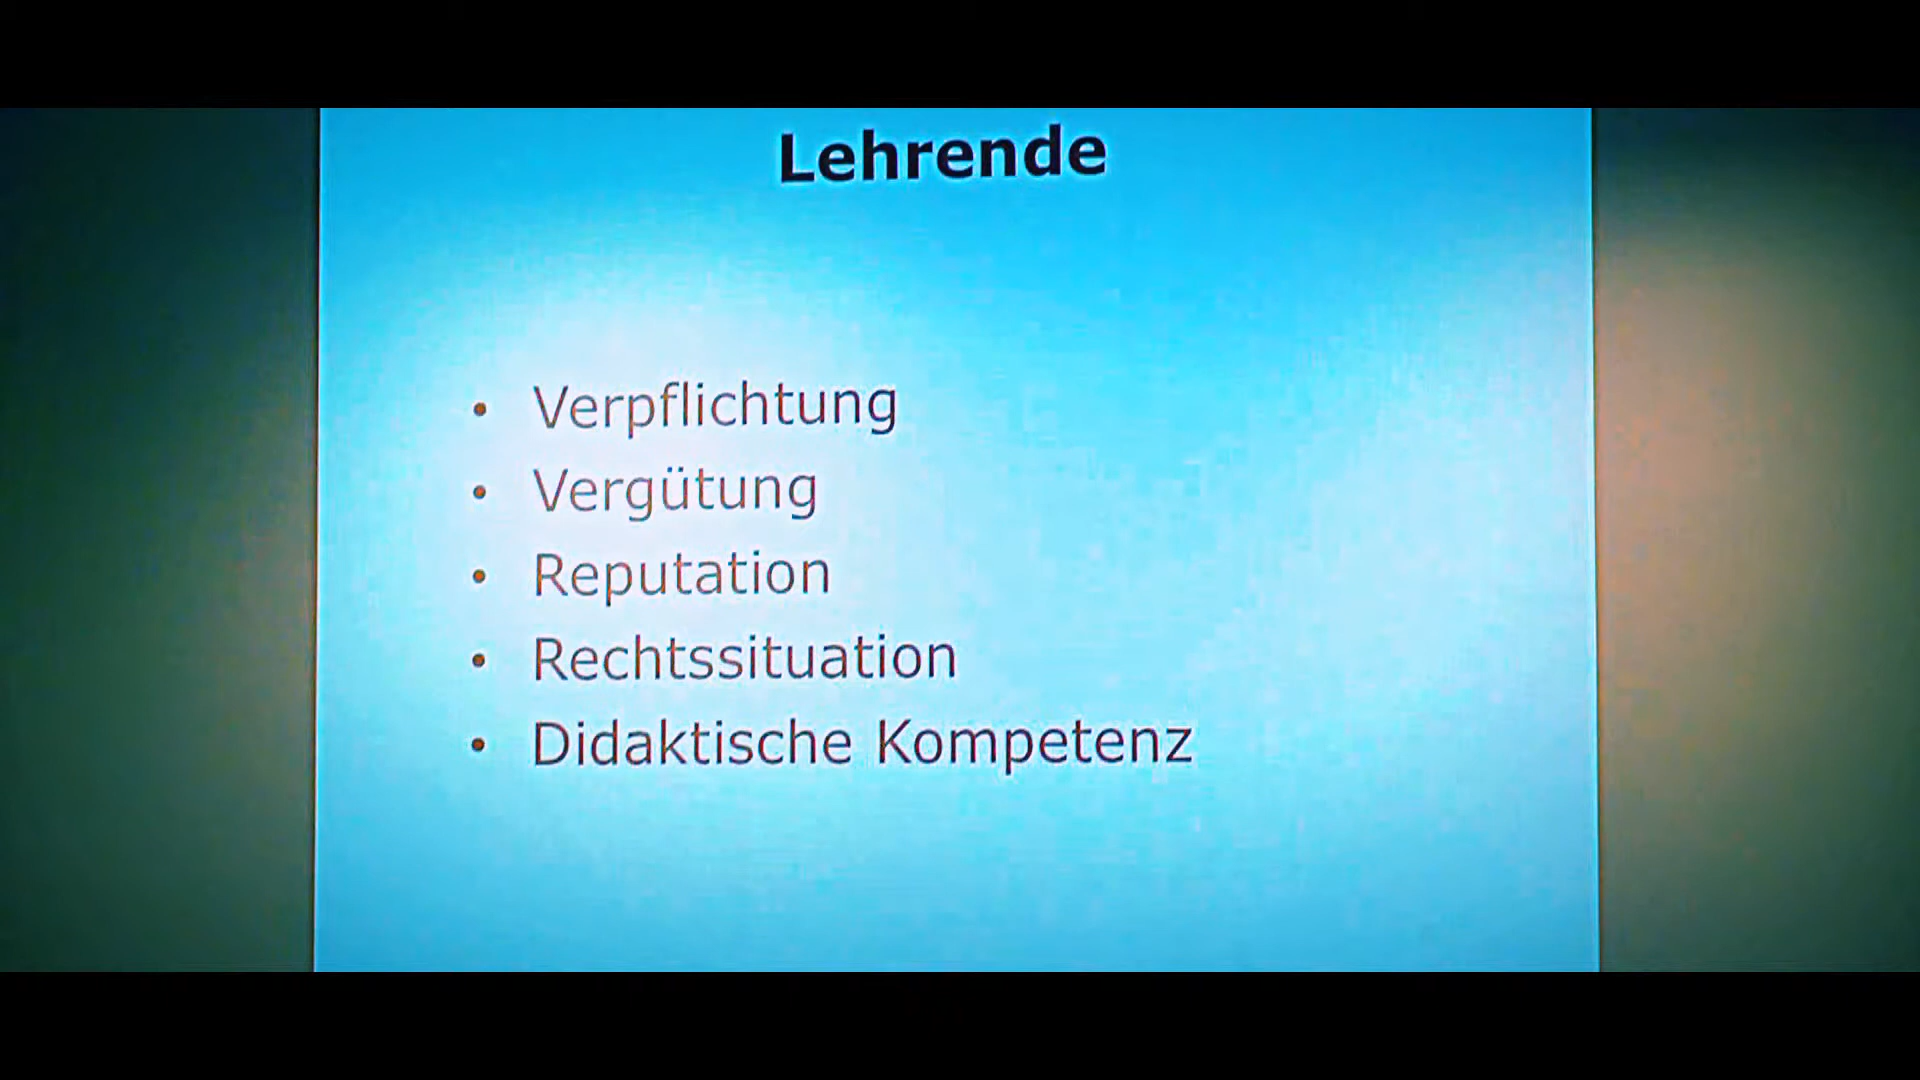 Lehrende
• Verpflichtung
• Vergütung
• Reputation
• Rechtssituation
• Didaktische Kompetenz